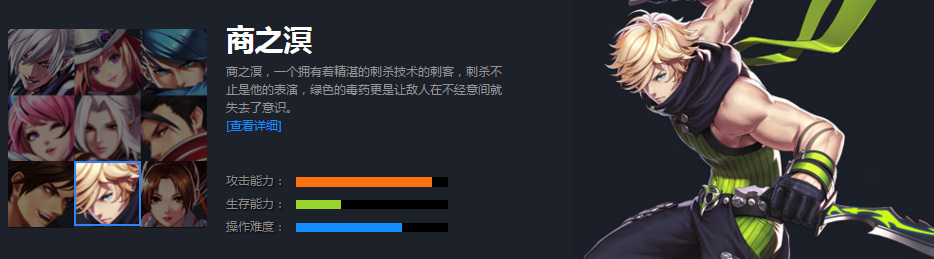 商之溟
商之溟，一个拥有着精湛的刺杀技术的刺客，刺杀不
止是他的表演，绿色的毒药更是让敌人在不经意间就
失去了意识。
[查看详细]
攻击能力：
生存能力：
操作难度：